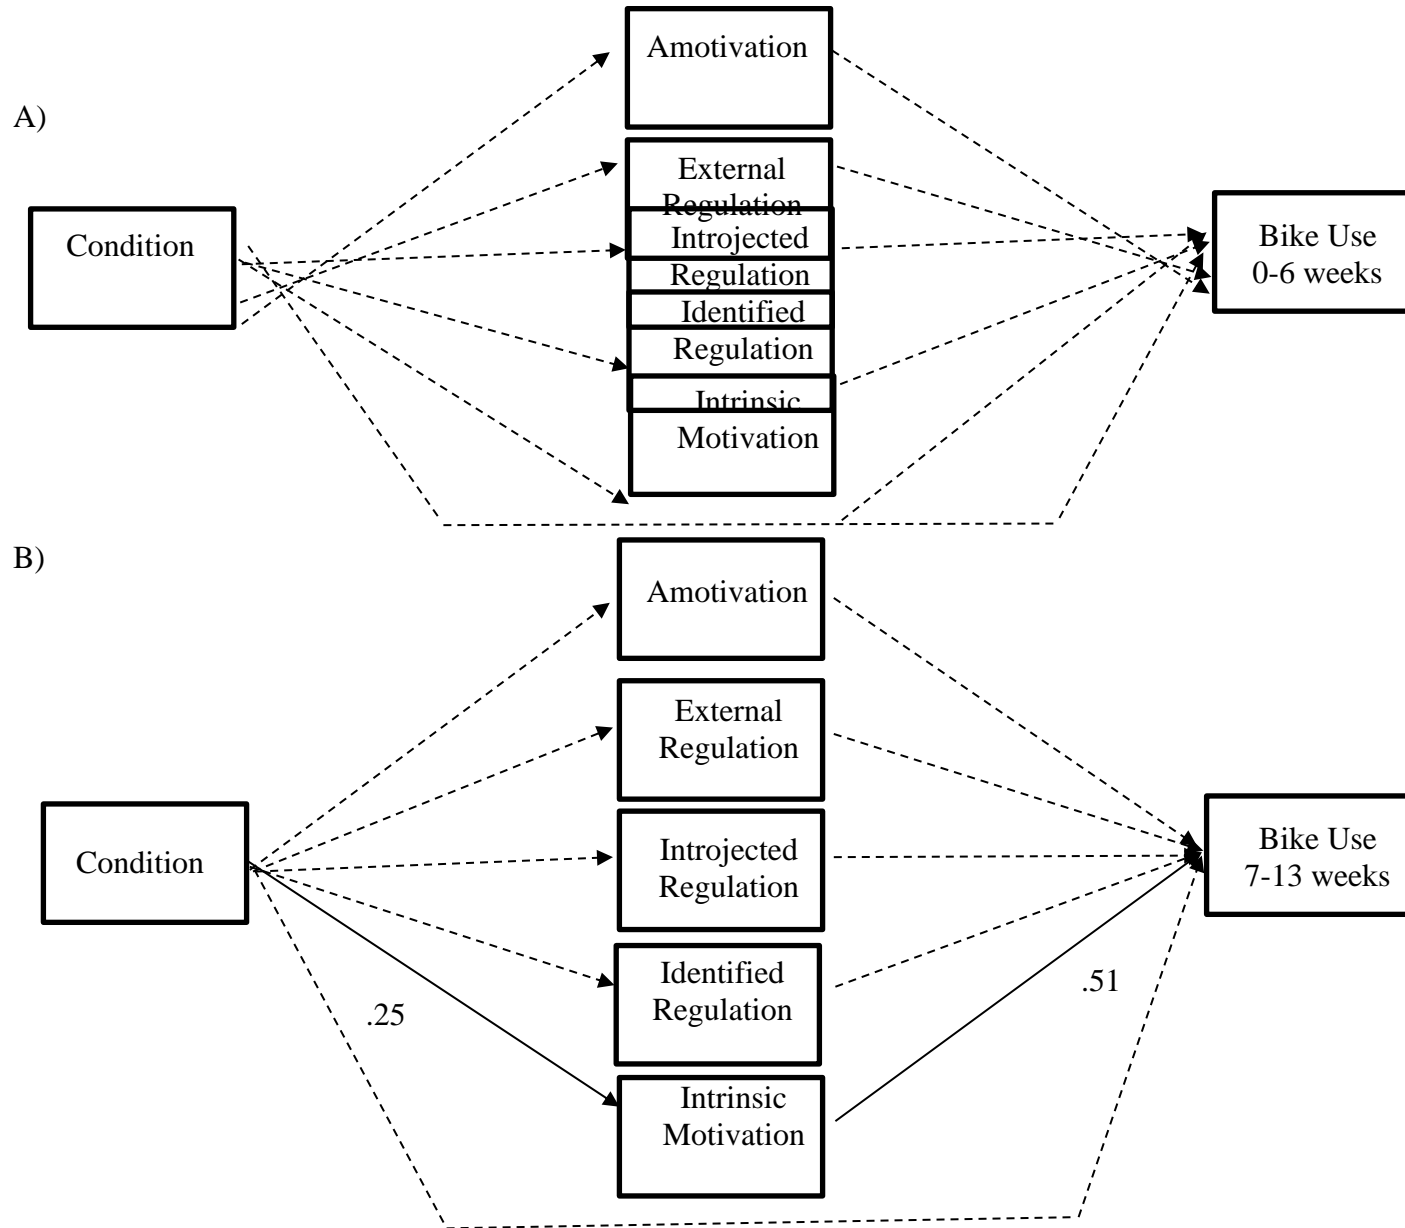 A)
Amotivation
External
Regulation
Introjected
Regulation
Identified
Regulation
Intrinsic
Motivation
Condition
Bike Use
0-6 weeks
B)
Amotivation
External
Regulation
Introjected
Regulation
Identified
Regulation
Intrinsic
Motivation
Condition
Bike Use
7-13 weeks
.25
.51